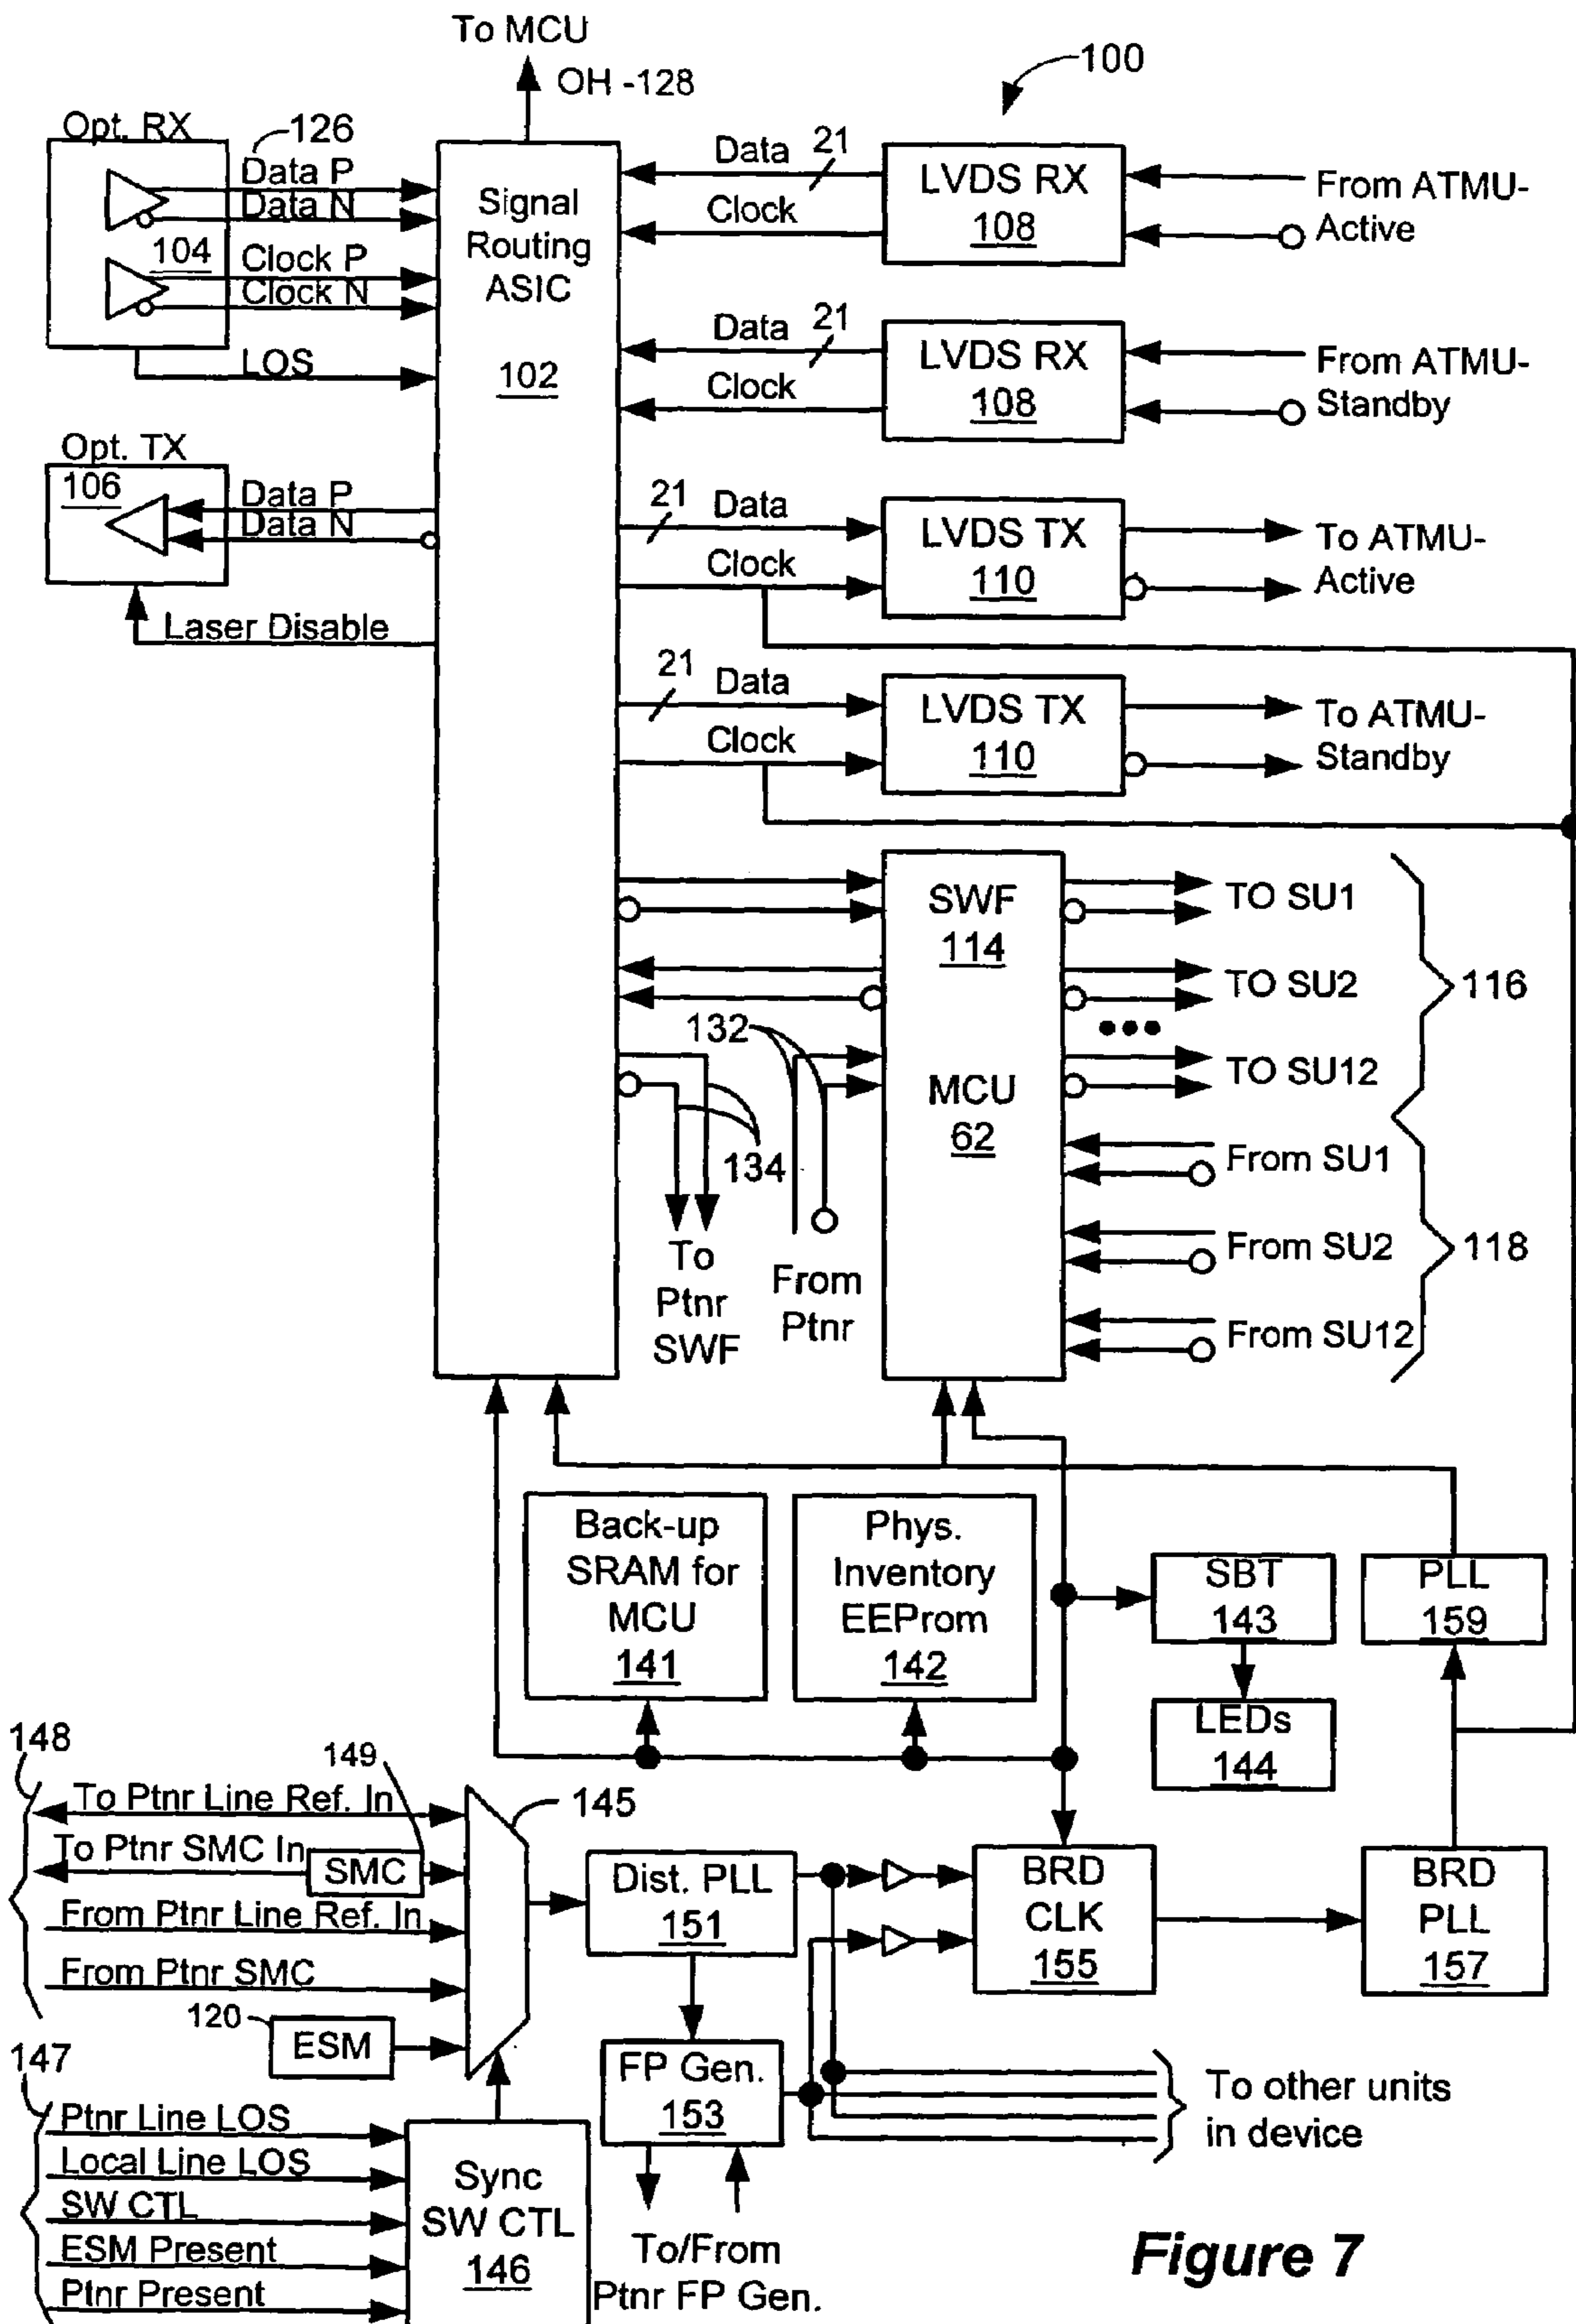 To MCU
OH -128
100
Opt. RX
126
Data P
Data N
104
Clock P
Clock N
LOS
Signal
Routing
ASIC
102
Data
21
Clock
LVDS RX
108
From ATMU-
Active
Data
21
Clock
LVDS RX
108
From ATMU-
Standby
Opt. TX
106
Data P
Data N
Laser Disable
21
Data
Clock
LVDS TX
110
To ATMU-
Active
21
Data
Clock
LVDS TX
110
To ATMU-
Standby
SWF
114
MCU
62
TO SU1
TO SU2
TO SU12
116
From SU1
From SU2
From SU12
118
132
134
To
Ptnr
SWF
From
Ptnr
Back-up
SRAM for
MCU
141
Phys.
Inventory
EEProm
142
SBT
143
LEDs
144
PLL
159
148
149
To Ptnr Line Ref. In
145
To Ptnr SMC In
SMC
From Ptnr Line Ref. In
From Ptnr SMC
120
ESM
Dist. PLL
151
FP Gen.
153
BRD
CLK
155
BRD
PLL
157
To other units
in device
147
Ptnr Line LOS
Local Line LOS
SW CTL
ESM Present
Ptnr Present
Sync
SW CTL
146
To/From
Ptnr FP Gen.
Figure 7